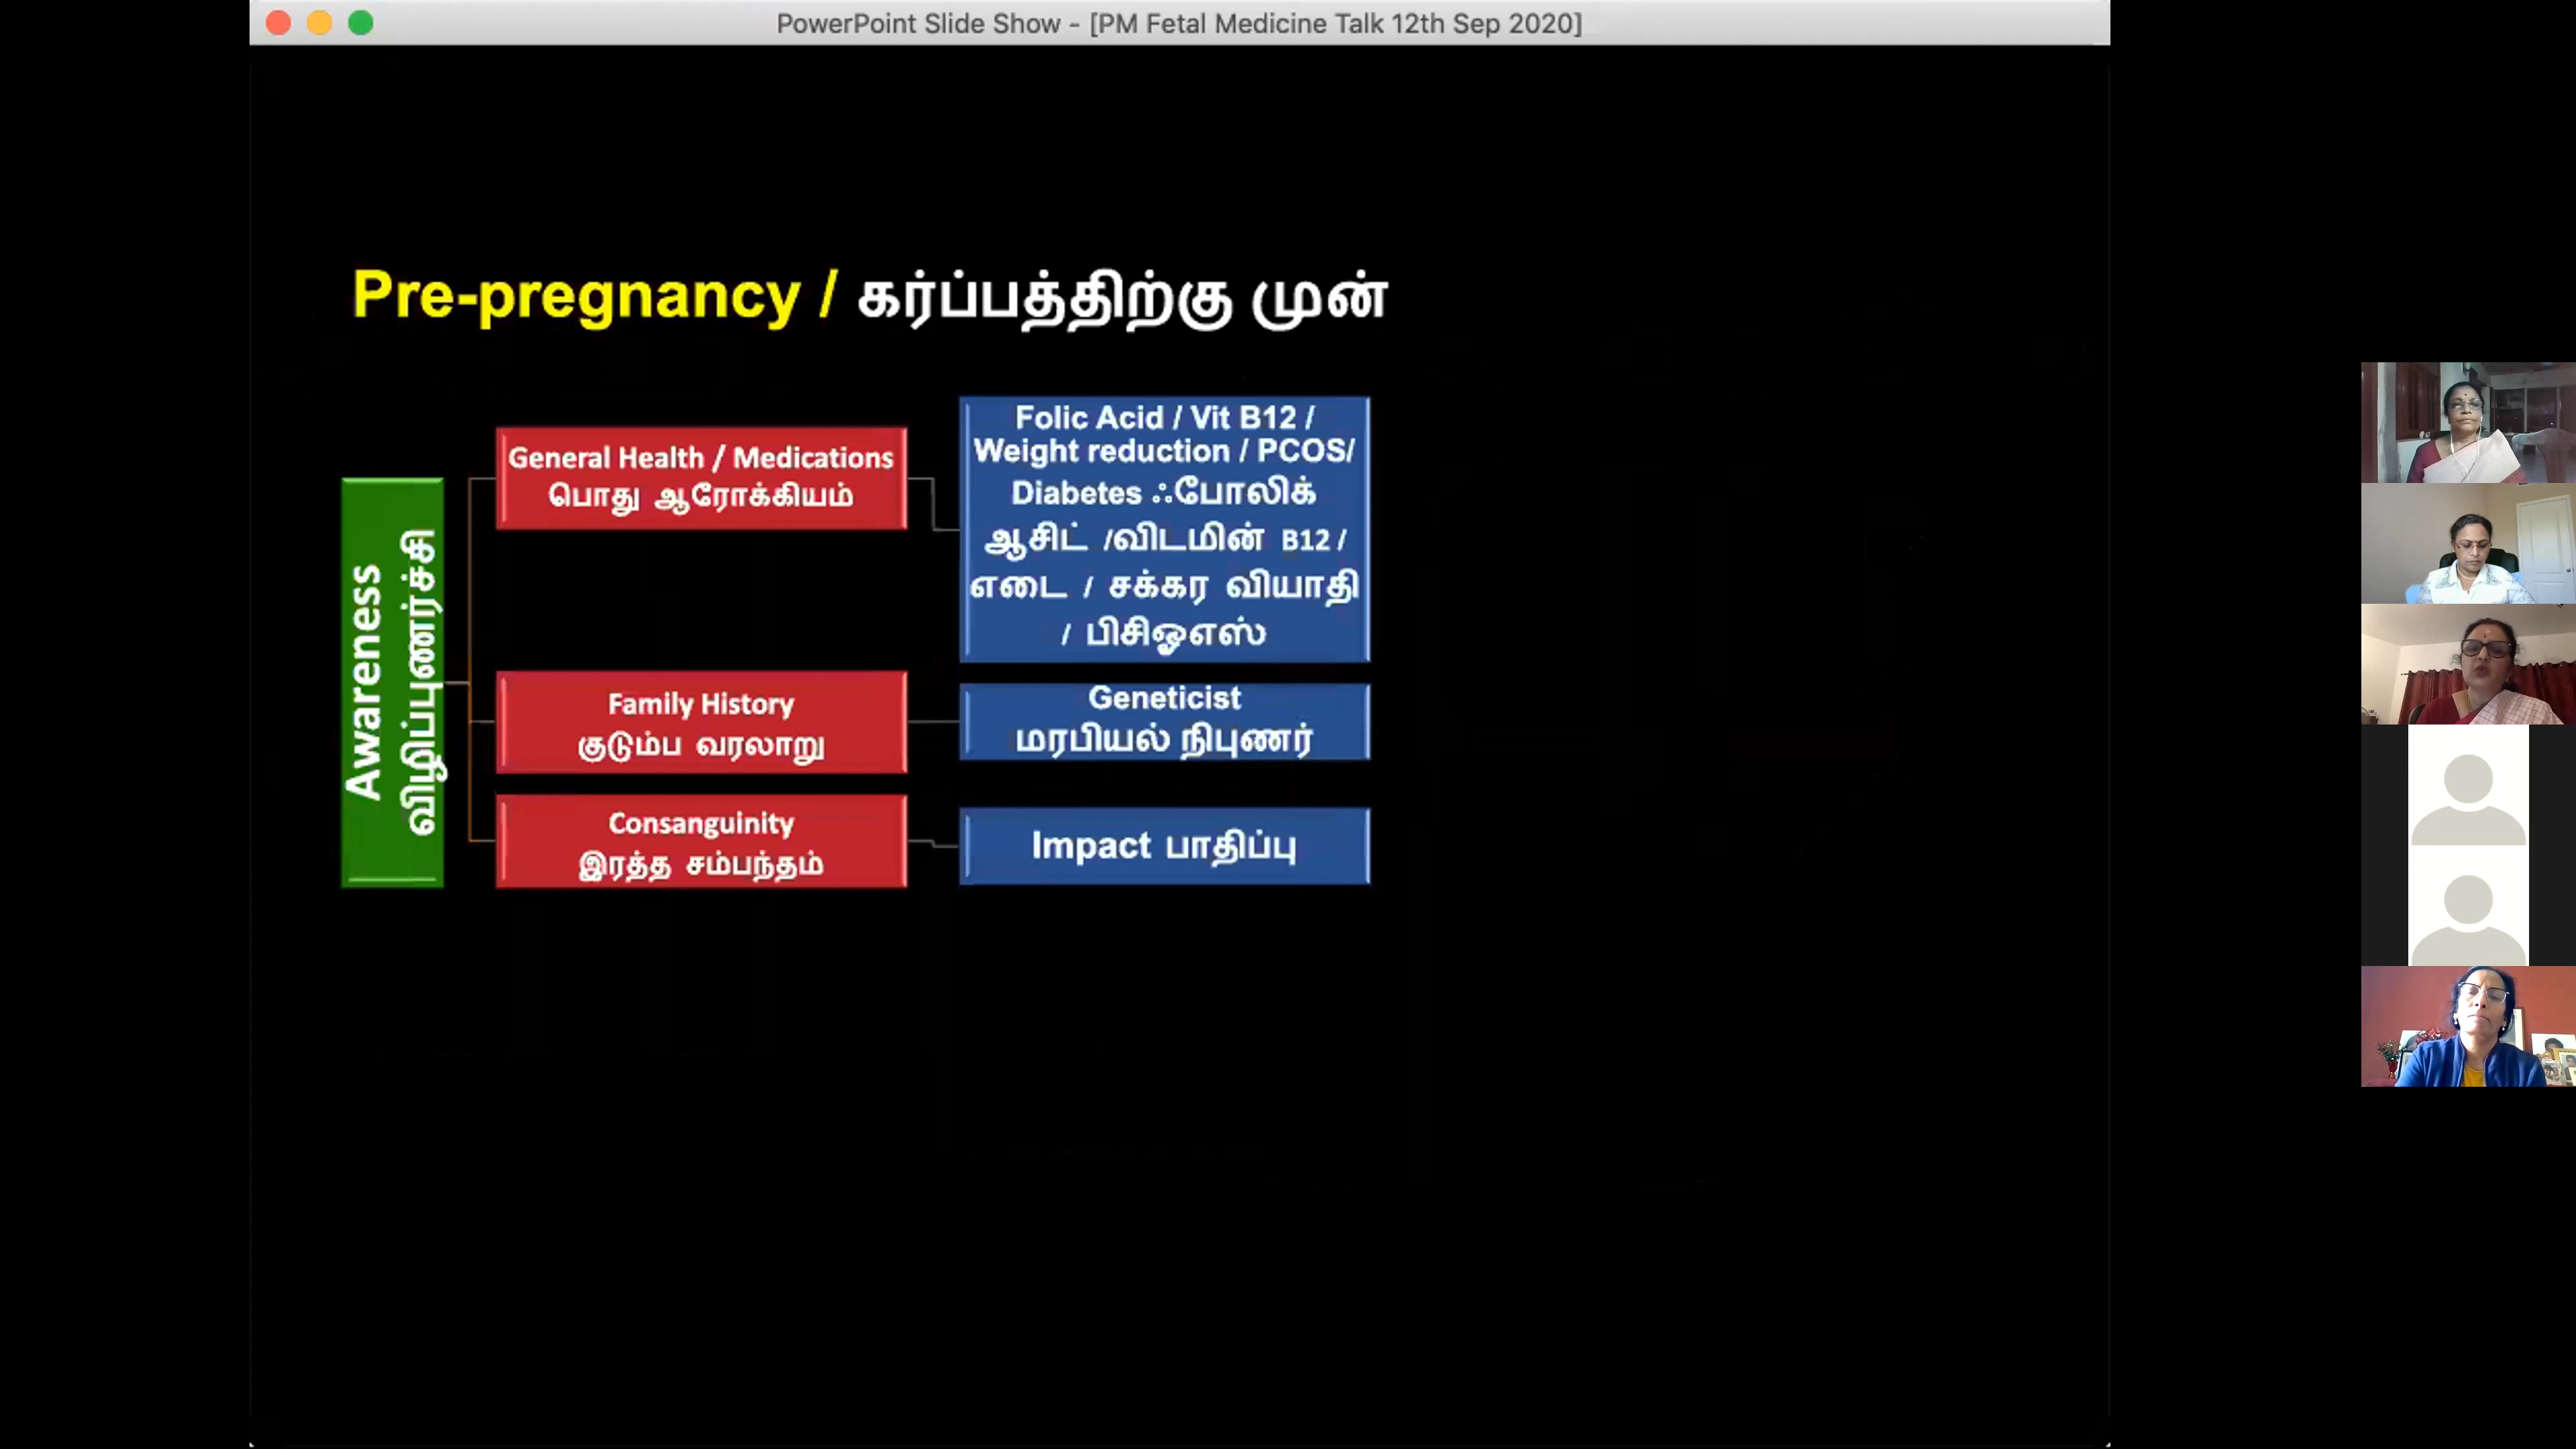 PowerPoint Slide Show - [PM Fetal Medicine Talk 12th Sep 2020]
Pre-pregnancy / கர்ப்பத்திற்கு முன்
Awareness
விழிப்புணர்ச்சி
General Health / Medications
பொது ஆரோக்கியம்
Folic Acid / Vit B12 /
Weight reduction / PCOS/
Diabetes ஃபோலிக்
ஆசிட் /விடமின் B12 /
எடை / சக்கர வியாதி
/ பிசிஓஎஸ்
Family History
குடும்ப வரலாறு
Geneticist
மரபியல் நிபுணர்
Consanguinity
இரத்த சம்பந்தம்
Impact பாதிப்பு